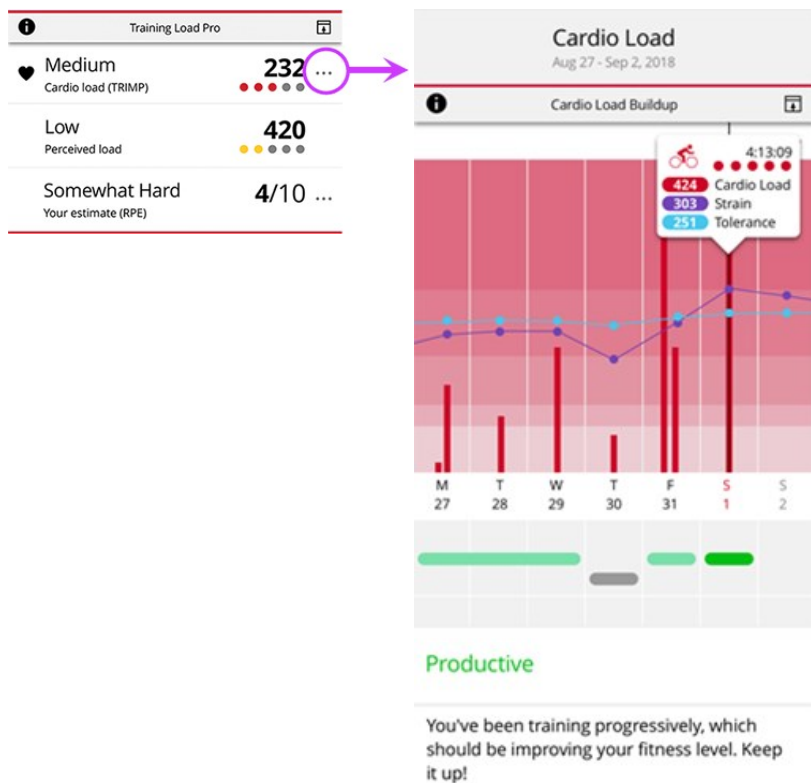 Training Load Pro
Medium
232 ...
Cardio load (TRIMP)
Low
420
Perceived load
Somewhat Hard
4/10 ...
Your estimate (RPE)
Cardio Load
Aug 27 - Sep 2, 2018
Cardio Load Buildup
4:13:09
424 Cardio Load
303 Strain
251 Tolerance
M T W T F S S
27 28 29 30 31 1 2
Productive
You've been training progressively, which
should be improving your fitness level. Keep
it up!